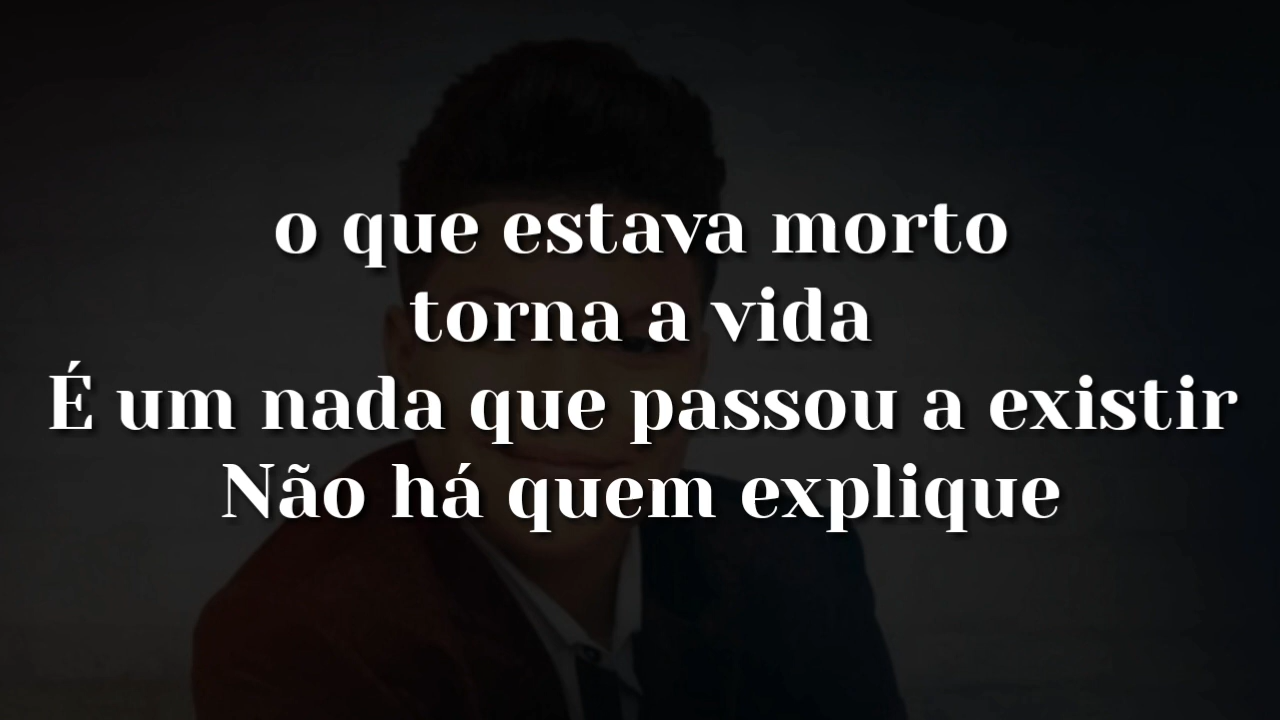 o que estava morto
torna a vida
É um nada que passou a existir
Não há quem explique